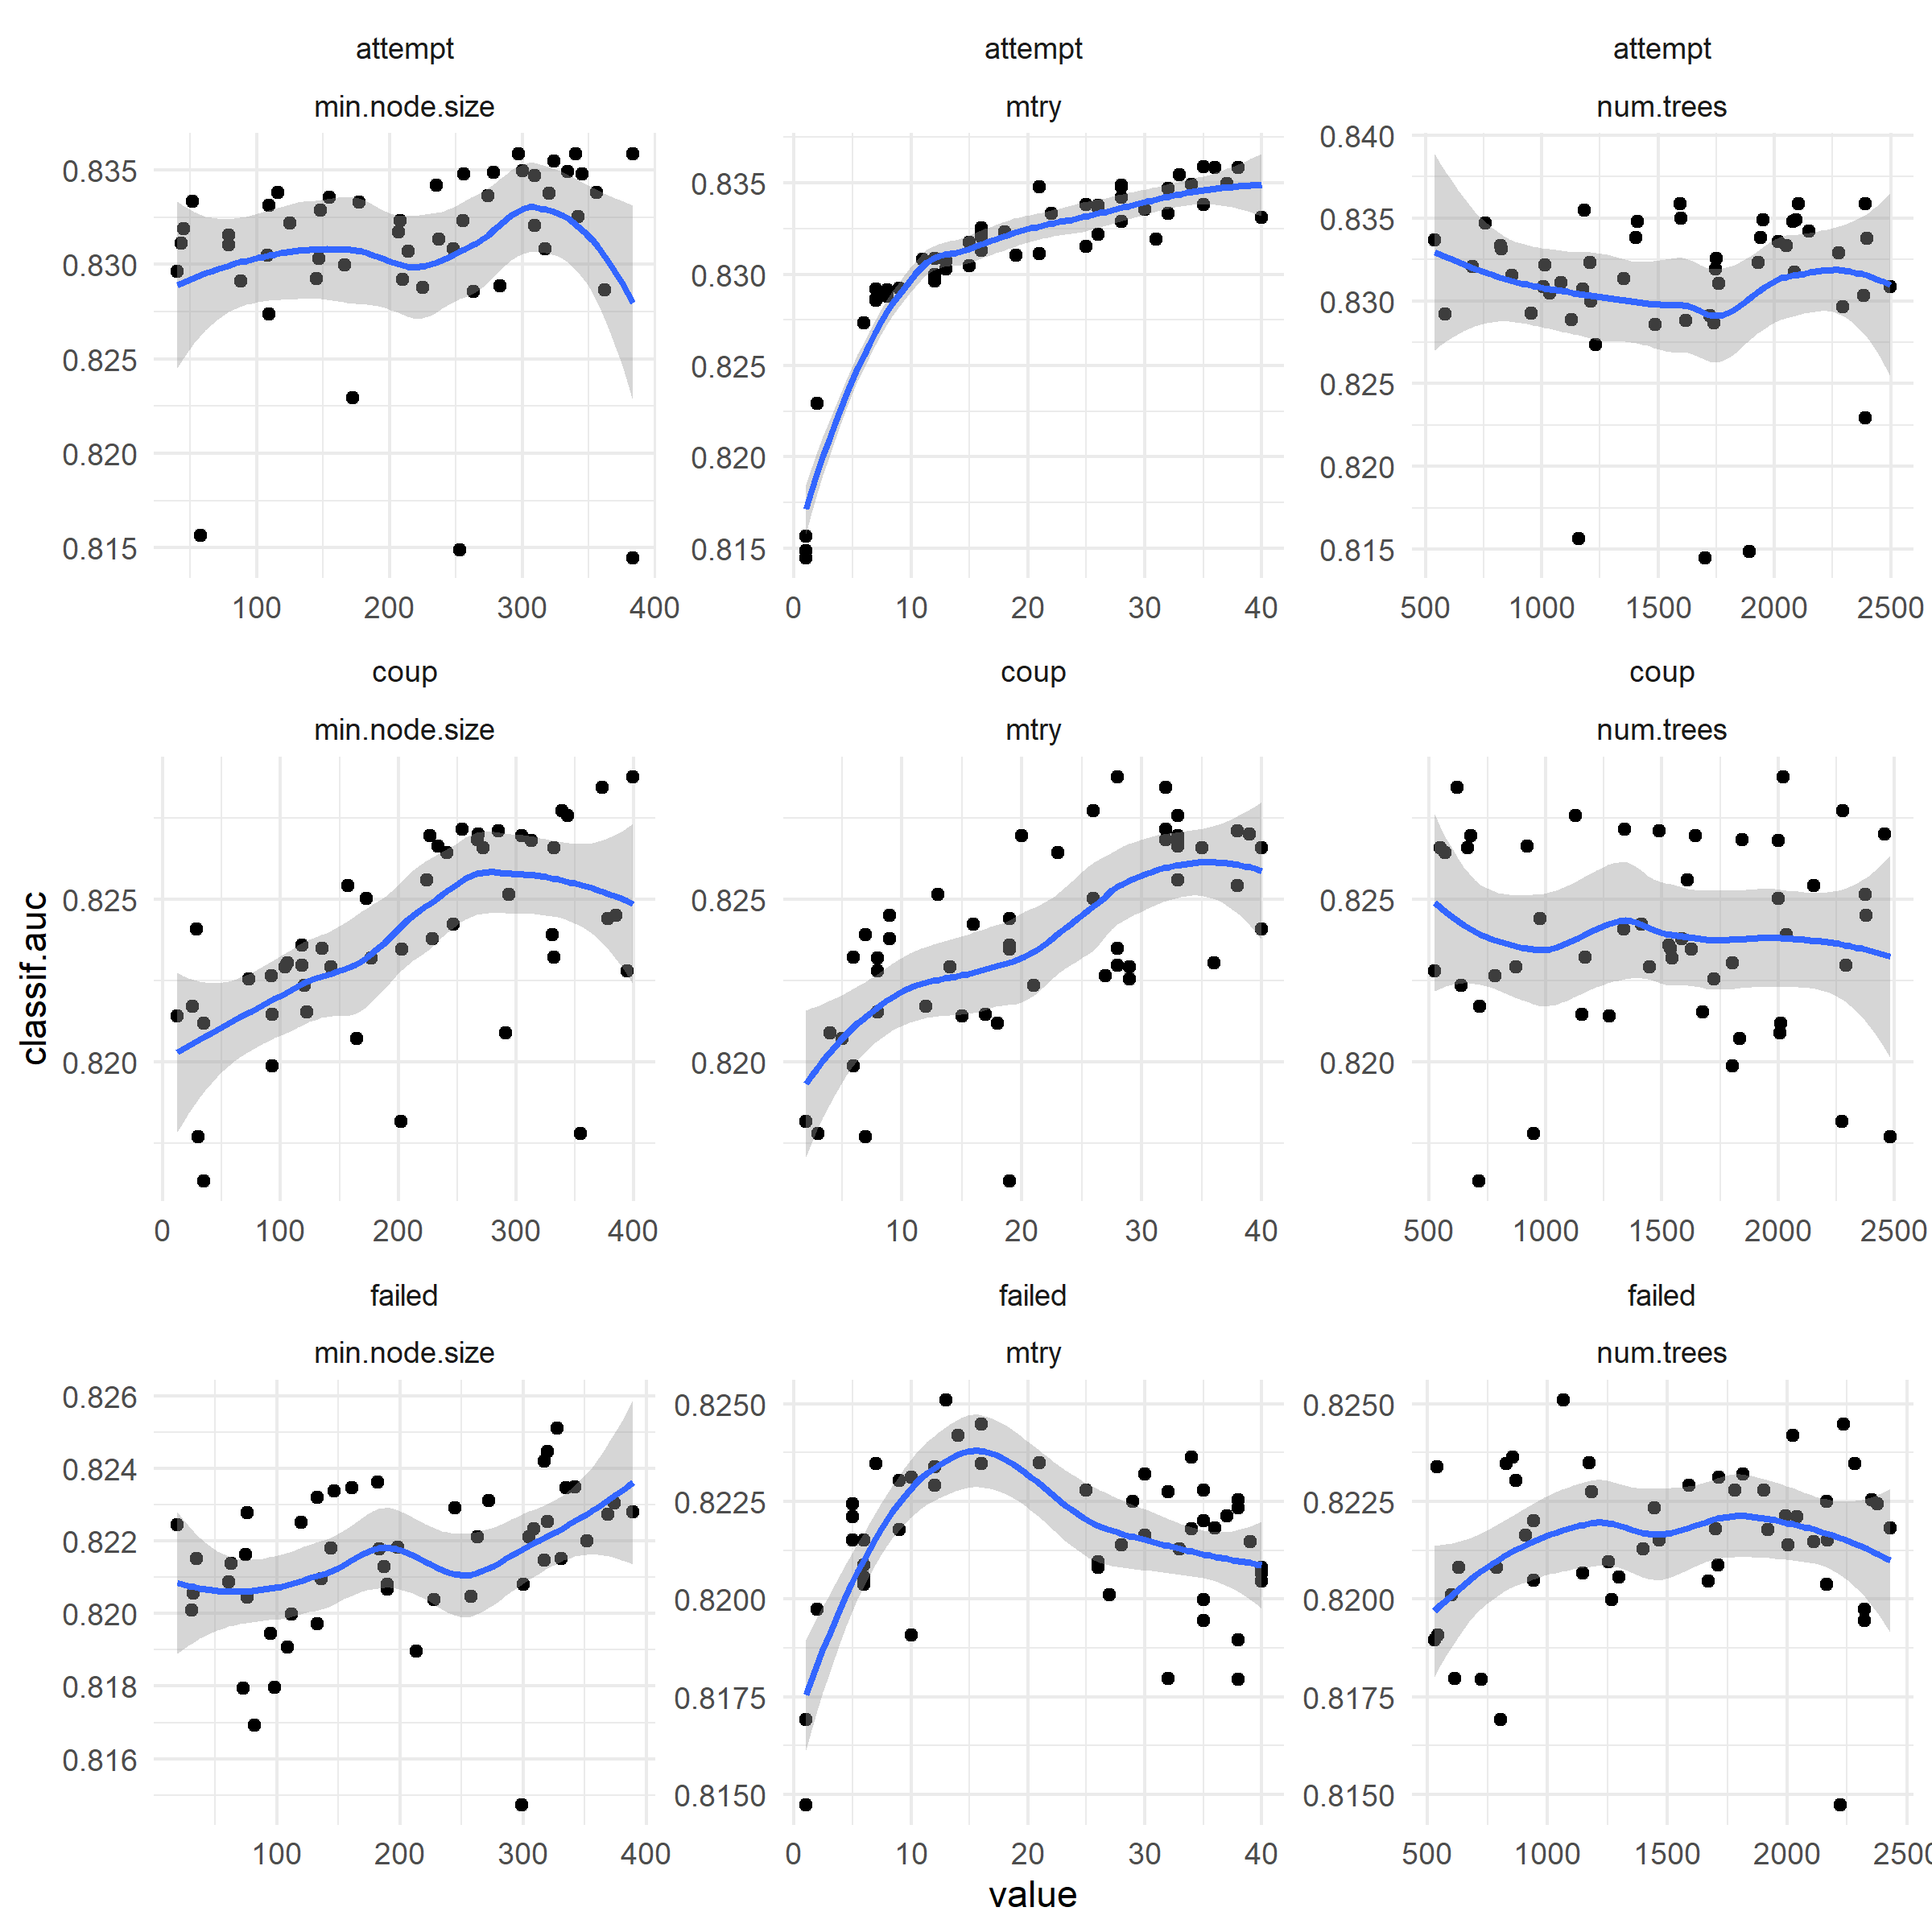 attempt attempt attempt
min.node.size mtry num.trees
0.835 0.830 0.825 0.820 0.815
0.835 0.830 0.825 0.820 0.815
0.840 0.835 0.830 0.825 0.820 0.815
100 200 300 400 0 10 20 30 40 500 1000 1500 2000 2500
coup coup coup
min.node.size mtry num.trees
0.825 0.820
0.825 0.820
0.825 0.820
0 100 200 300 400 10 20 30 40 500 1000 1500 2000 2500
classif.auc
failed failed failed
min.node.size mtry num.trees
0.826 0.824 0.822 0.820 0.818 0.816
0.8250 0.8225 0.8200 0.8175 0.8150
0.8250 0.8225 0.8200 0.8175 0.8150
100 200 300 400 0 10 20 30 40 500 1000 1500 2000 2500
value